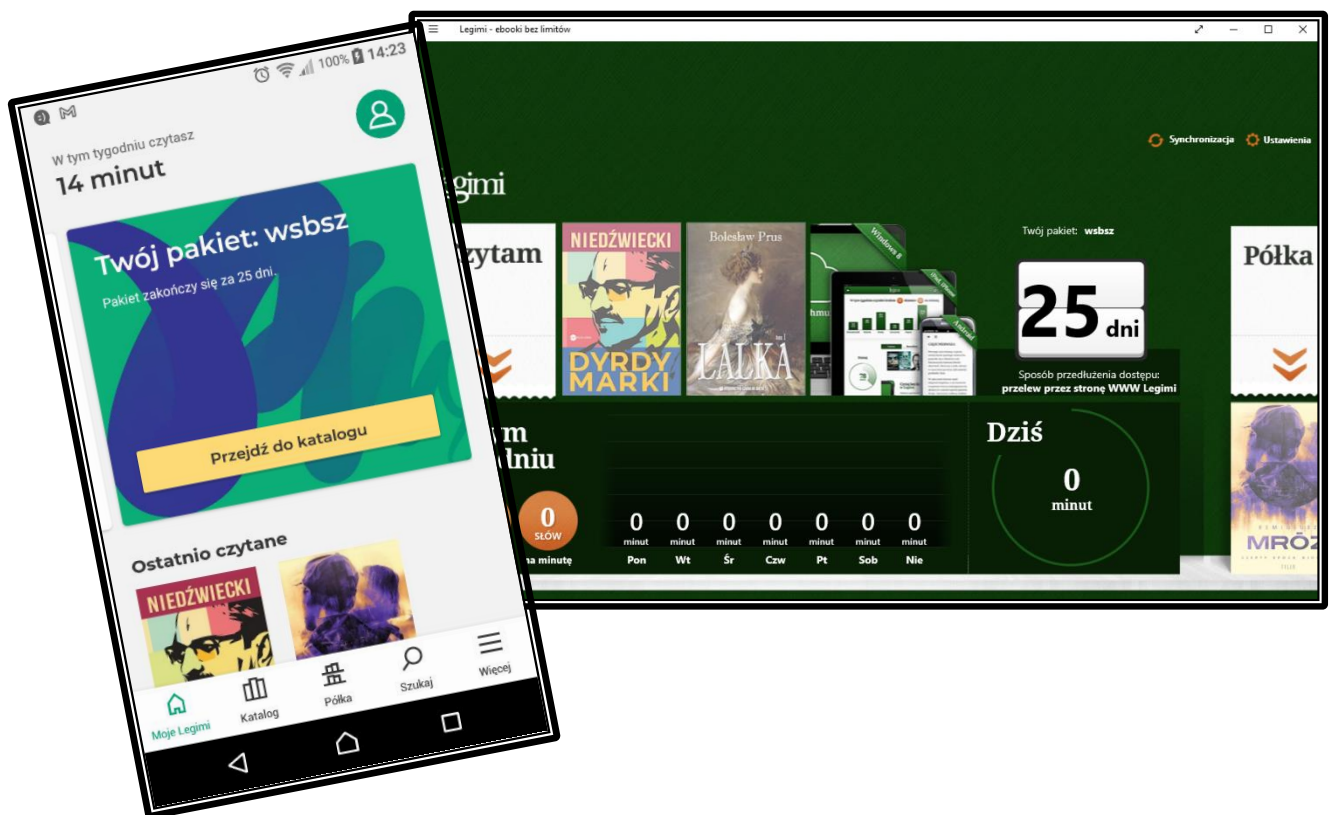 14:23
100%
W tym tygodniu czytasz
14 minut
Twój pakiet: wsbsz
Pakiet zakończy się za 25 dni.
Przejdź do katalogu
Ostatnio czytane
NIEDŹWIECKI
Moje Legimi
Katalog
Półka
Szukaj
Więcej
Legimi - ebooki bez limitów
Synchronizacja
Ustawienia
egimi
zytam
NIEDŹWIECKI
DYRDY
MARKI
Bolesław Prus
tom I
LALKA
Windows 8
Android
Twój pakiet: wsbsz
25 dni
Sposób przedłużenia dostępu:
przelew przez stronę WWW Legimi
Półka
m
dniu
0
SŁÓW
na minutę
0 0 0 0 0 0 0
minut minut minut minut minut minut minut
Pon Wt Śr Czw Pt Sob Nie
Dziś
0
minut
REMIGIUSZ
MRÓZ